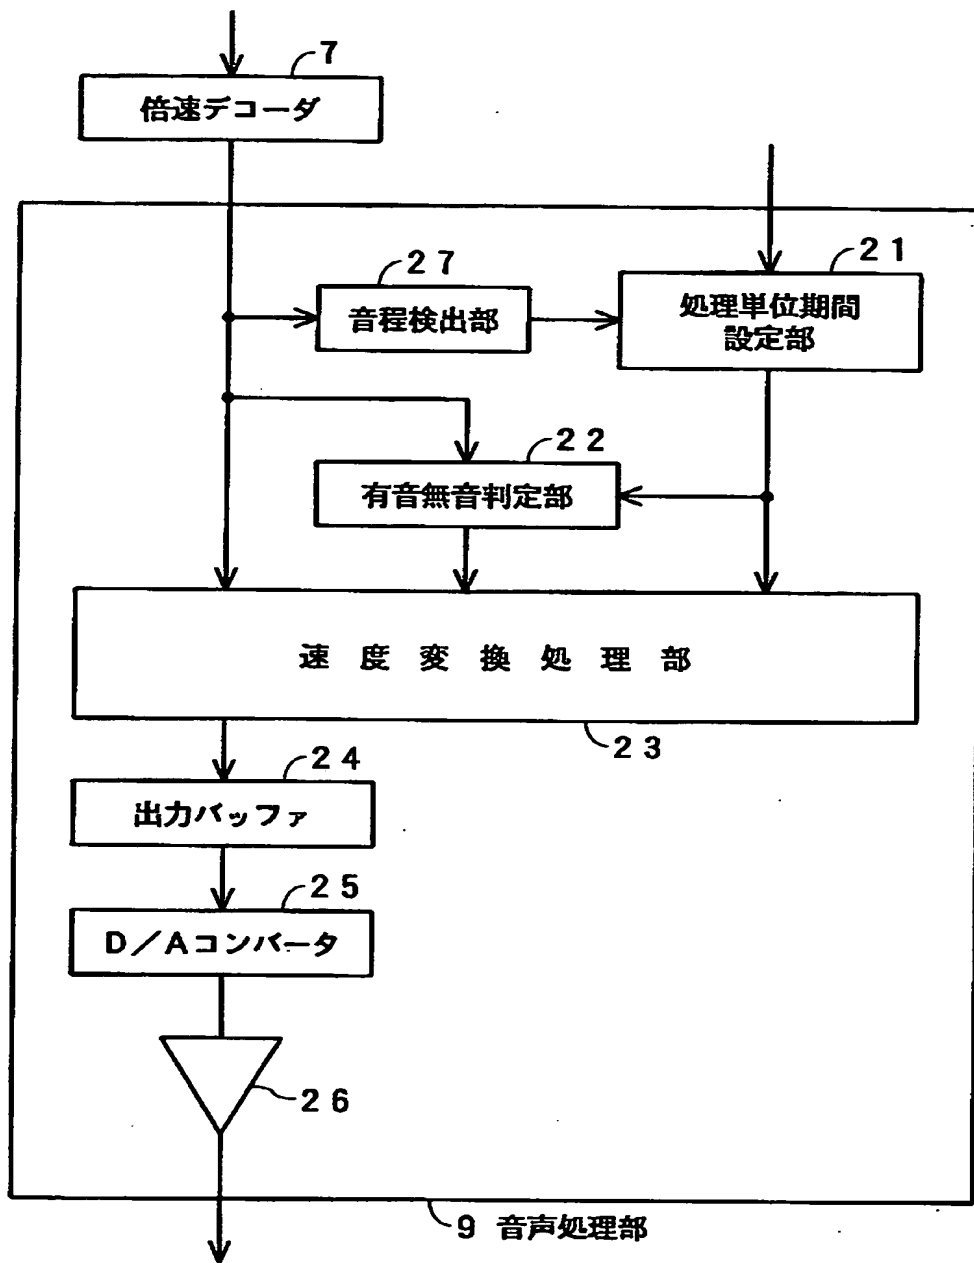 7
倍速デコーダ
27
音程検出部
21
処理単位期間
設定部
22
有音無音判定部
速度変換処理部
23
24
出力バッファ
25
D/Aコンバータ
26
9 音声処理部